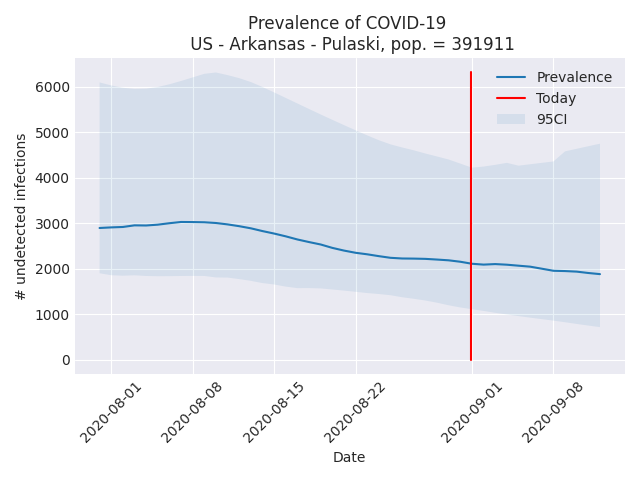 Prevalence of COVID-19
US - Arkansas - Pulaski, pop. = 391911
Prevalence
Today
95CI
# undetected infections
6000
5000
4000
3000
2000
1000
0
2020-08-01
2020-08-08
2020-08-15
2020-08-22
2020-09-01
2020-09-08
Date